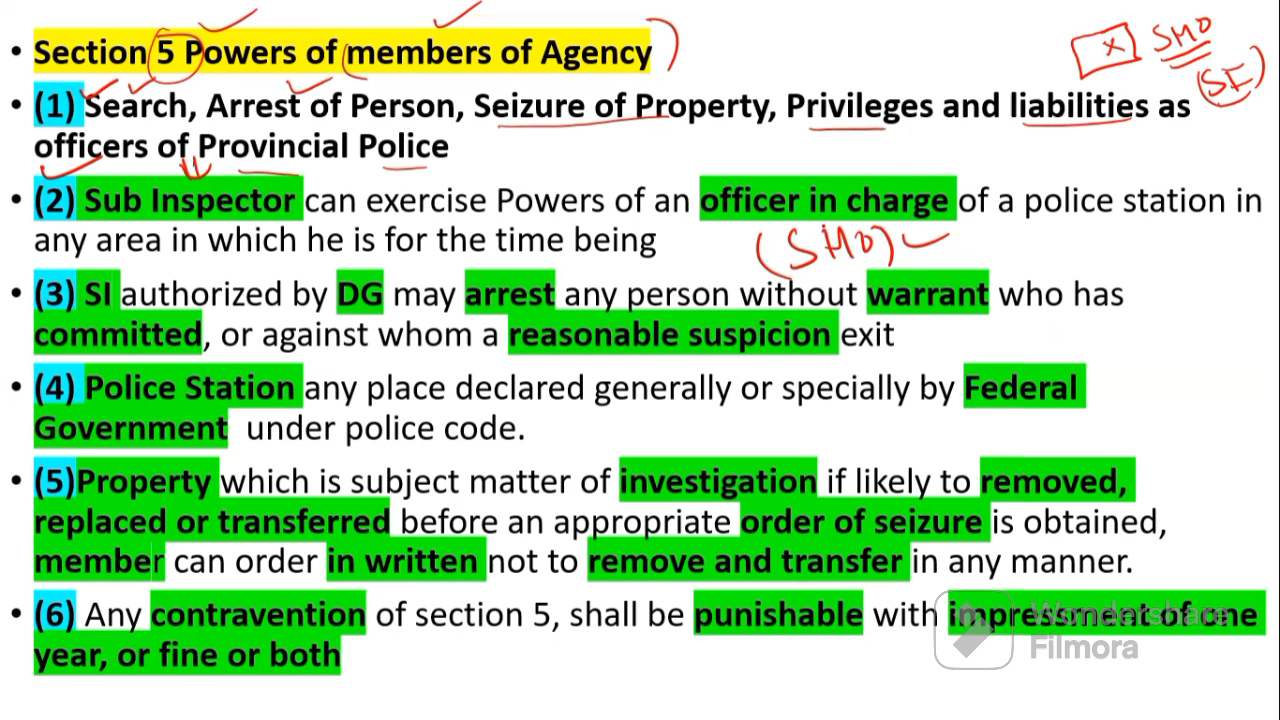 • Section 5 Powers of (members of Agency)
X SHO
(SI)
• (1) Search, Arrest of Person, Seizure of Property, Privileges and liabilities as
officers of Provincial Police
• (2) Sub Inspector can exercise Powers of an officer in charge of a police station in
any area in which he is for the time being
(SHO)
• (3) SI authorized by DG may arrest any person without warrant who has
committed, or against whom a reasonable suspicion exit
• (4) Police Station any place declared generally or specially by Federal
Government under police code.
• (5)Property which is subject matter of investigation if likely to removed,
replaced or transferred before an appropriate order of seizure is obtained,
member can order in written not to remove and transfer in any manner.
• (6) Any contravention of section 5, shall be punishable with impressment of one
year, or fine or both
Wondershare
Filmora